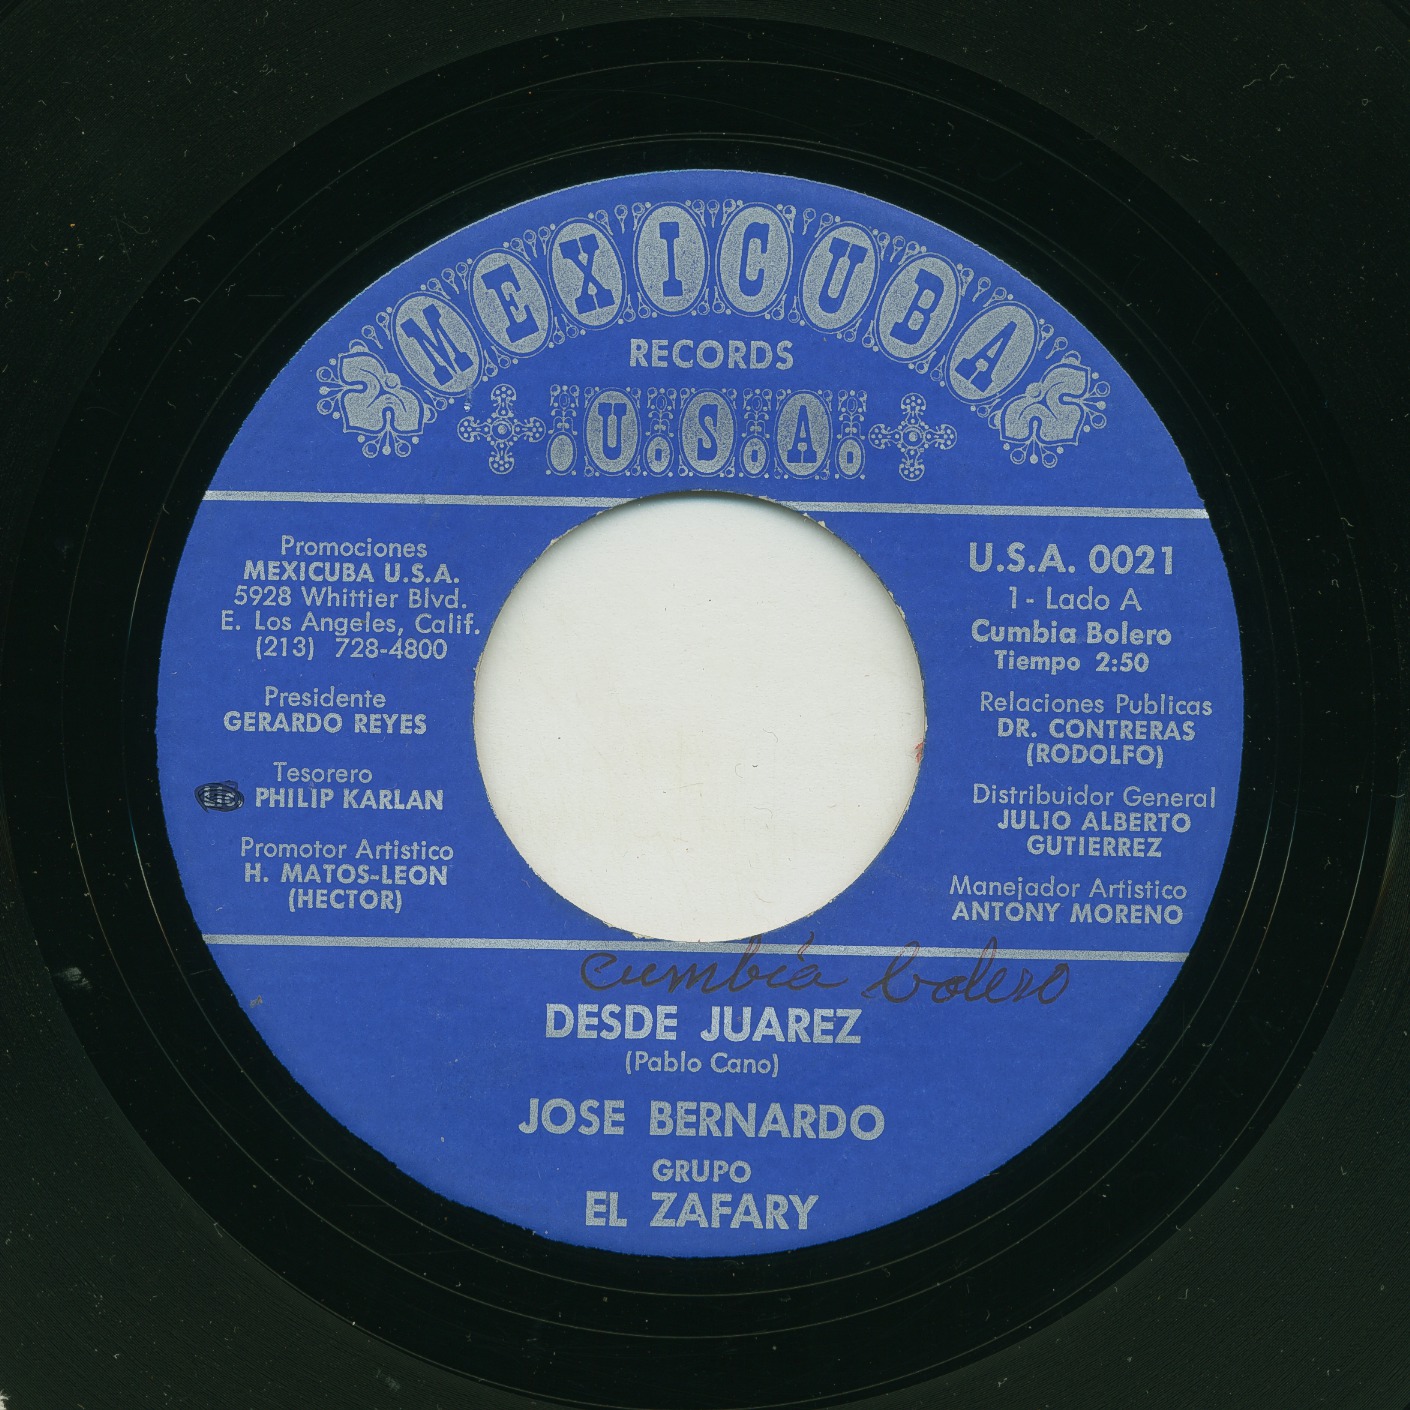 MEXICUBA
RECORDS
U.S.A.
Promociones
MEXICUBA U.S.A.
5928 Whittier Blvd.
E. Los Angeles, Calif.
(213) 728-4800
Presidente
GERARDO REYES
Tesorero
PHILIP KARLAN
Promotor Artistico
H. MATOS-LEON
(HECTOR)
U.S.A. 0021
1- Lado A
Cumbia Bolero
Tiempo 2:50
Relaciones Publicas
DR. CONTRERAS
(RODOLFO)
Distribuidor General
JULIO ALBERTO
GUTIERREZ
Manejador Artistico
ANTONY MORENO
cumbia bolero
DESDE JUAREZ
(Pablo Cano)
JOSE BERNARDO
GRUPO
EL ZAFARY